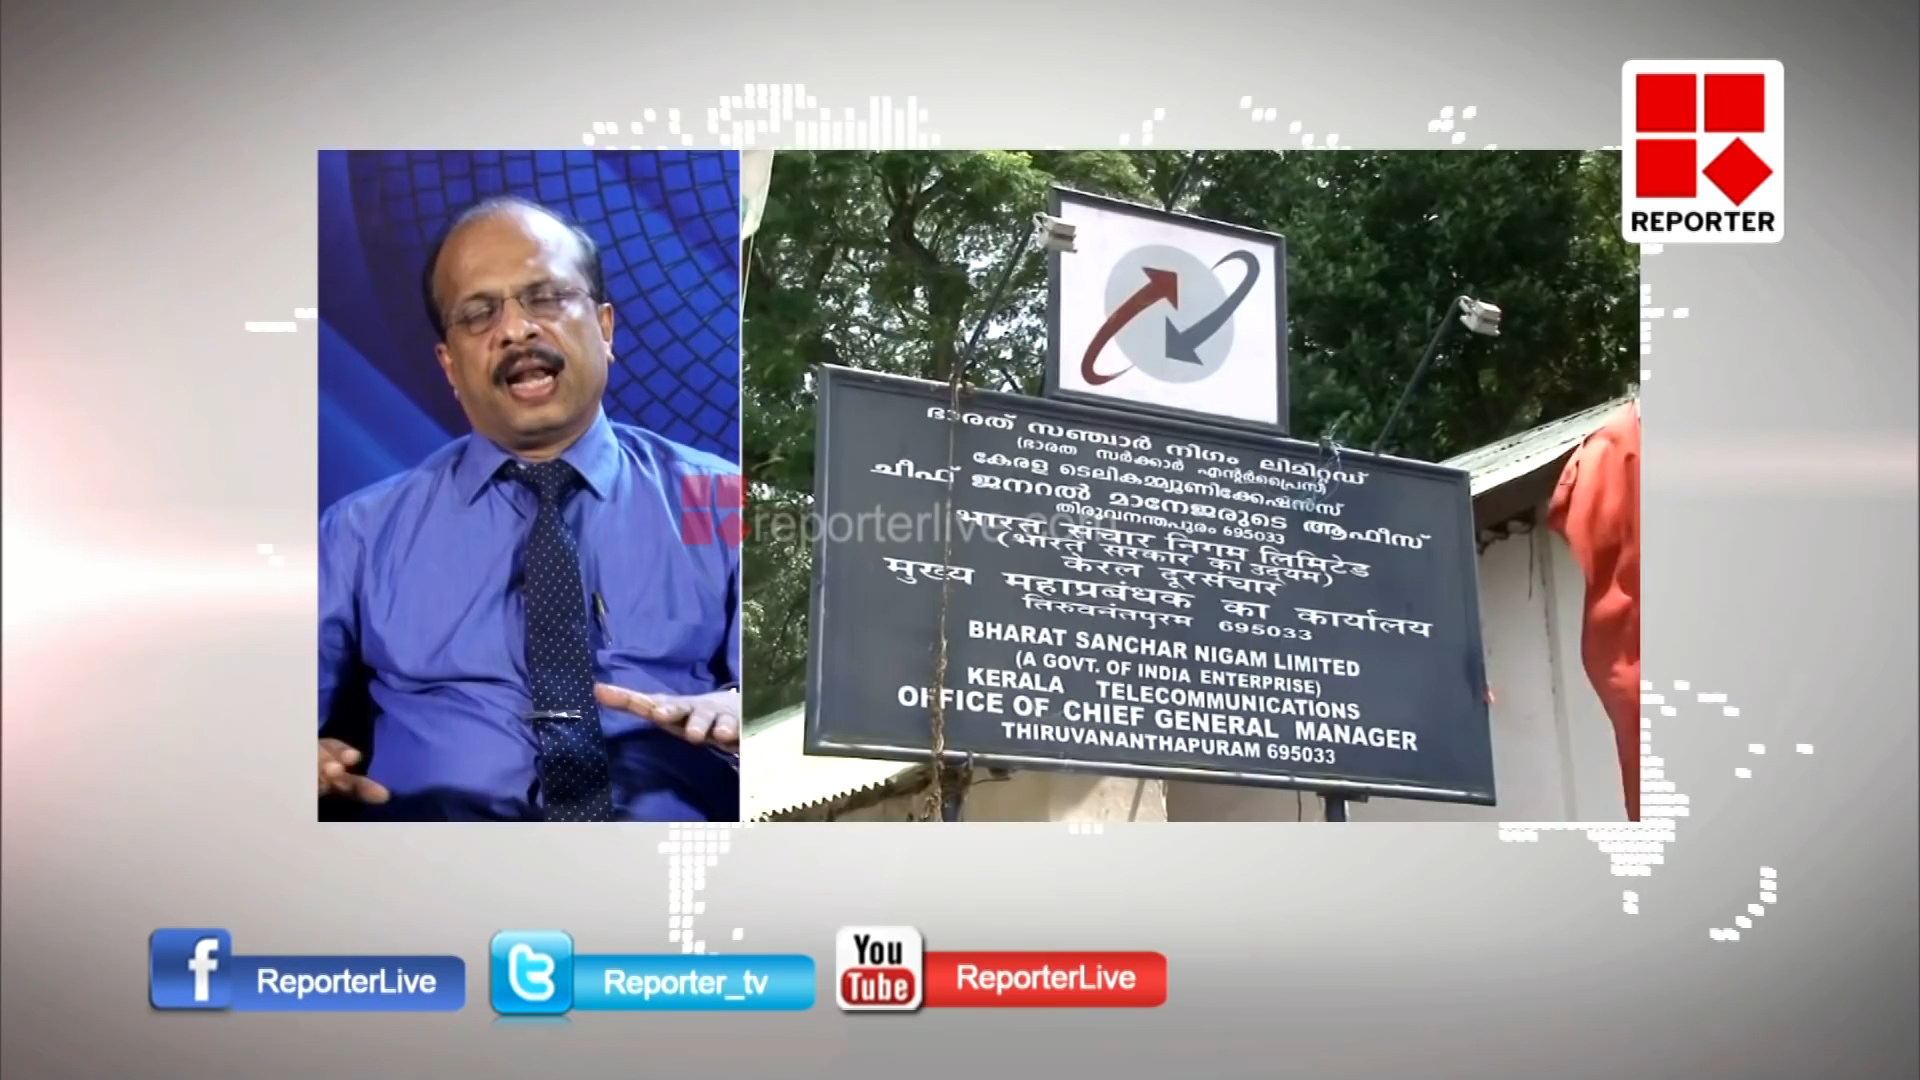 REPORTER
ഭാരത് സഞ്ചാർ നിഗം ലിമിറ്റഡ്
(ഭാരത സർക്കാർ എന്റർപ്രൈസ്)
കേരള ടെലികമ്മ്യൂണിക്കേഷൻസ്
ചീഫ് ജനറൽ മാനേജരുടെ ആഫീസ്
തിരുവനന്തപുരം 695033
भारत संचार निगम लिमिटेड
(भारत सरकार का उद्यम)
केरल दूरसंचार
मुख्य महाप्रबंधक का कार्यालय
तिरुवनंतपुरम 695033
BHARAT SANCHAR NIGAM LIMITED
(A GOVT. OF INDIA ENTERPRISE)
KERALA TELECOMMUNICATIONS
OFFICE OF CHIEF GENERAL MANAGER
THIRUVANANTHAPURAM 695033
reporterlive.com
f ReporterLive
t Reporter_tv
You
Tube ReporterLive